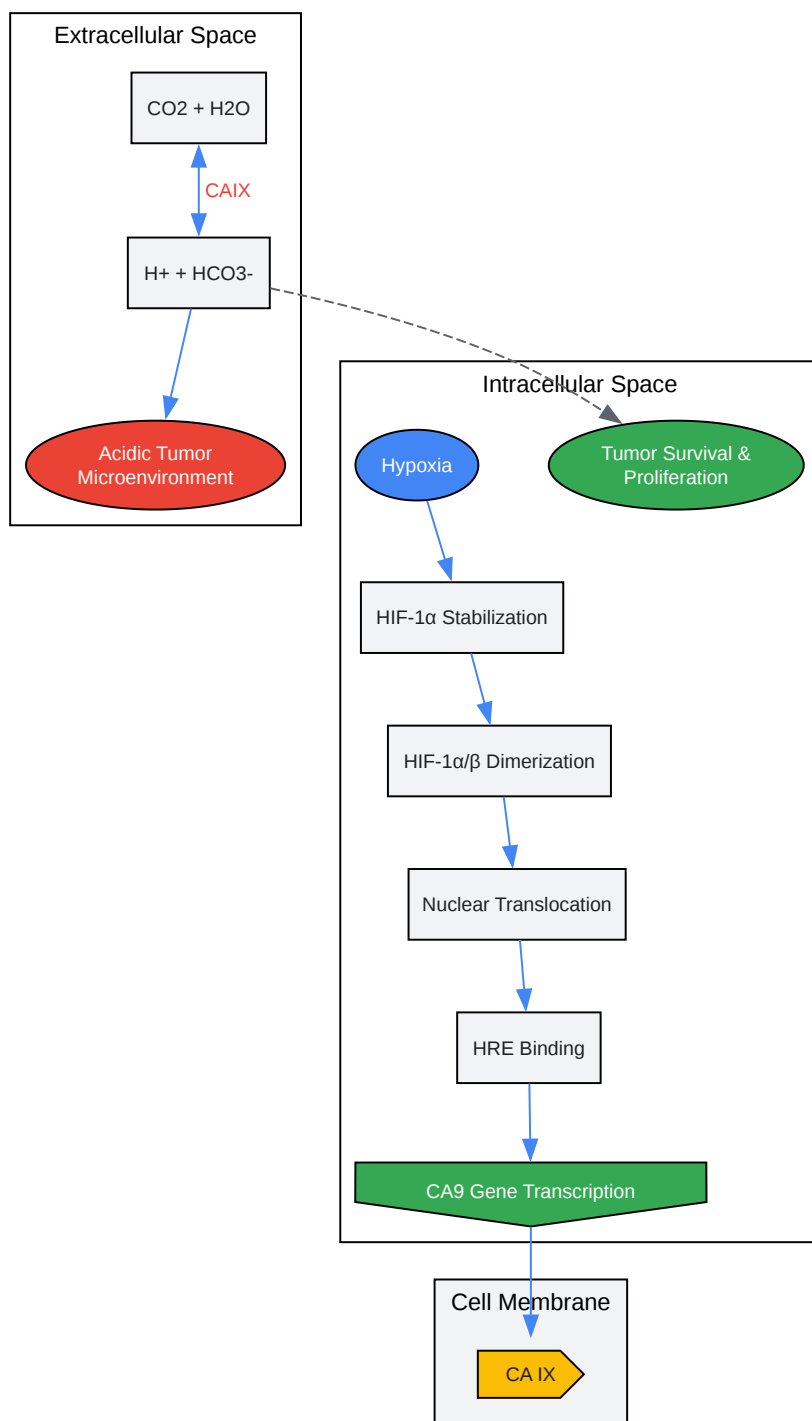 Extracellular Space
CO2 + H2O
CAIX
H+ + HCO3-
Acidic Tumor
Microenvironment
Intracellular Space
Hypoxia
Tumor Survival &
Proliferation
HIF-1α Stabilization
HIF-1α/β Dimerization
Nuclear Translocation
HRE Binding
CA9 Gene Transcription
Cell Membrane
CA IX